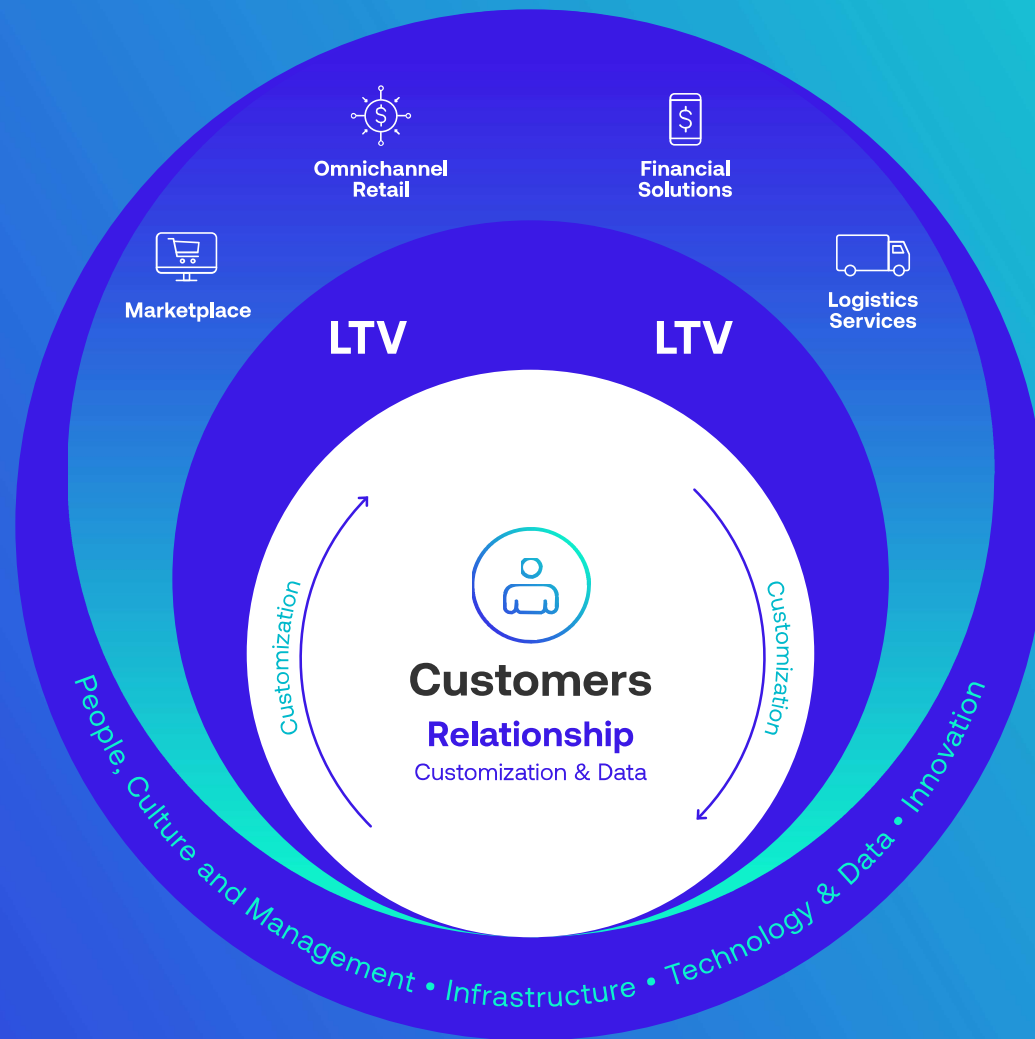 $
Omnichannel
Retail
$
Financial
Solutions
Marketplace
Logistics
Services
LTV
LTV
Customization
Customization
Customers
Relationship
Customization & Data
People, Culture and Management • Infrastructure • Technology & Data • Innovation